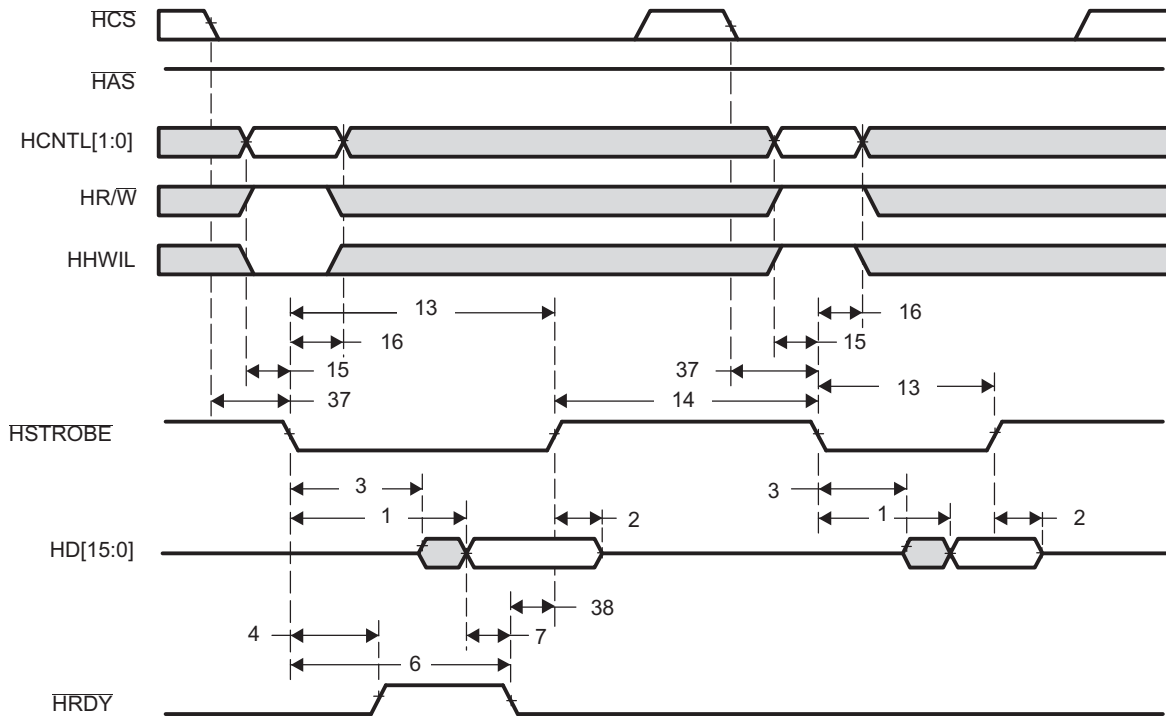 HCS
HAS
HCNTL[1:0]
HR/W
HHWIL
13
16
16
15
15
37
37
13
14
HSTROBE
3
3
1
2
1
2
HD[15:0]
38
4
7
6
HRDY